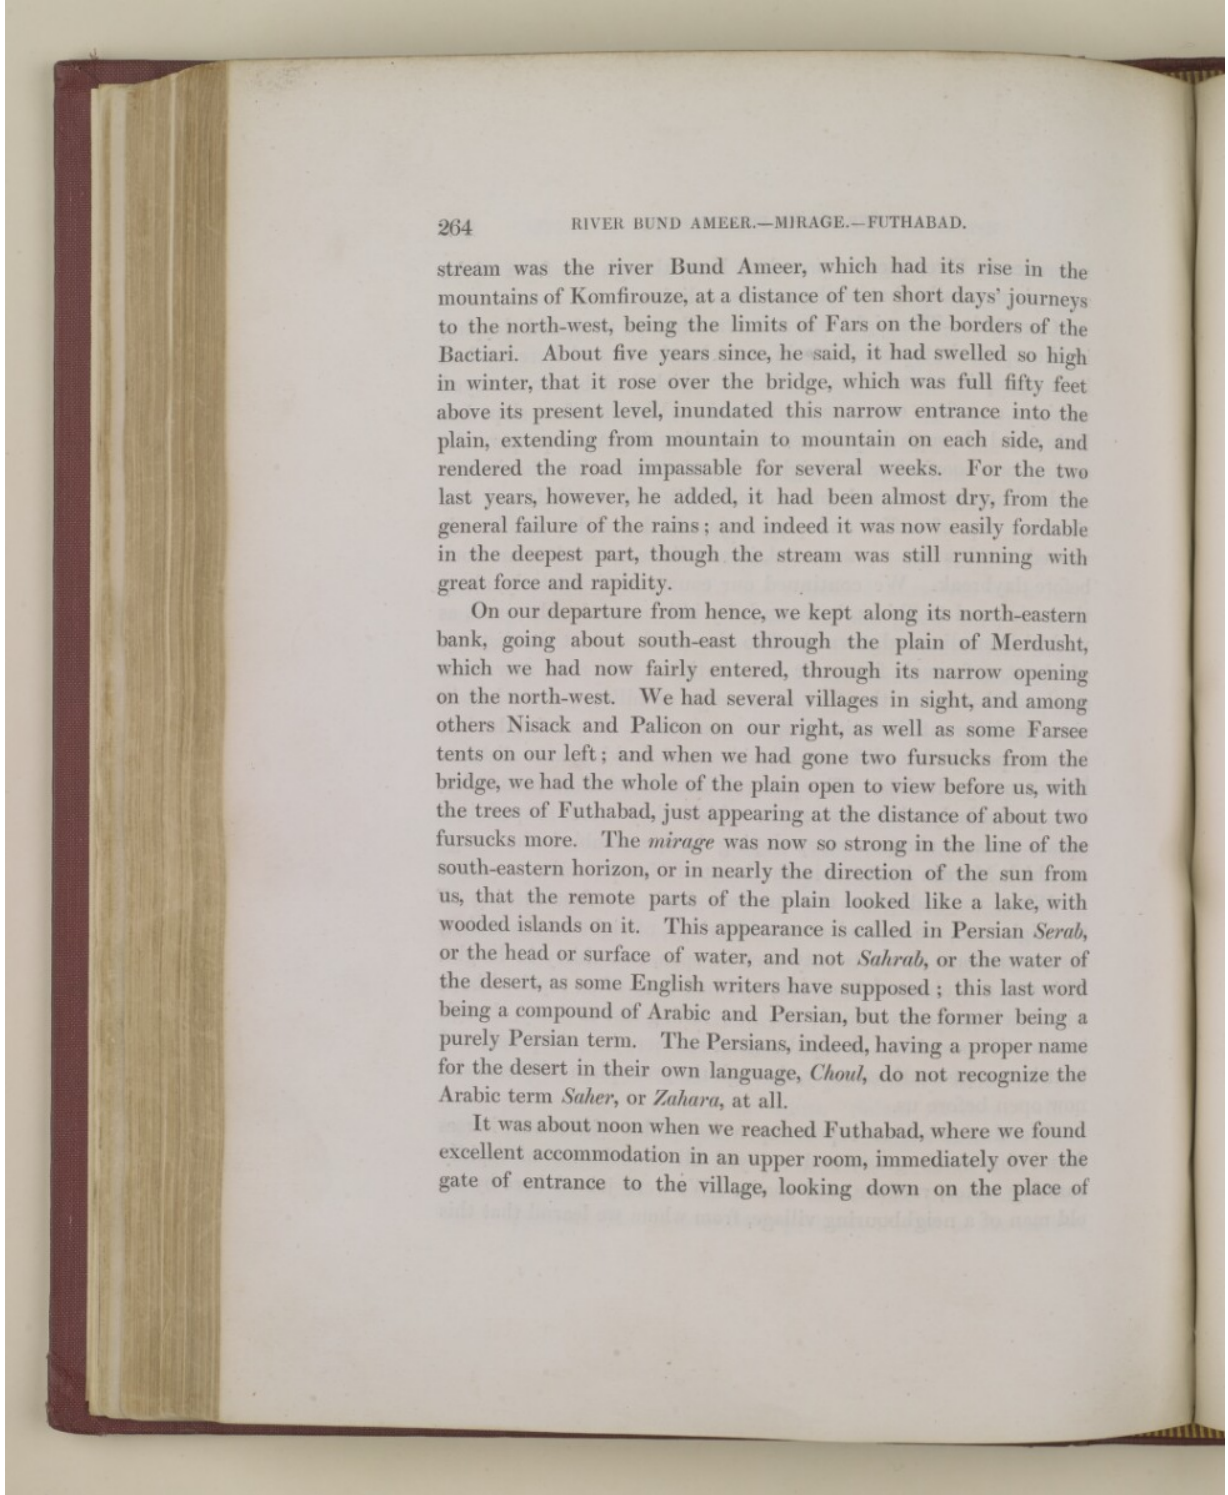 264 RIVER BUND AMEER.—MIRAGE.—FUTHABAD.
stream was the river Bund Ameer, which had its rise in the
mountains of Komfirouze, at a distance of ten short days' journeys
to the north-west, being the limits of Fars on the borders of the
Bactiari. About five years since, he said, it had swelled so high
in winter, that it rose over the bridge, which was full fifty feet
above its present level, inundated this narrow entrance into the
plain, extending from mountain to mountain on each side, and
rendered the road impassable for several weeks. For the two
last years, however, he added, it had been almost dry, from the
general failure of the rains; and indeed it was now easily fordable
in the deepest part, though the stream was still running with
great force and rapidity.
On our departure from hence, we kept along its north-eastern
bank, going about south-east through the plain of Merdusht,
which we had now fairly entered, through its narrow opening
on the north-west. We had several villages in sight, and among
others Nisack and Palicon on our right, as well as some Farsee
tents on our left; and when we had gone two fursucks from the
bridge, we had the whole of the plain open to view before us, with
the trees of Futhabad, just appearing at the distance of about two
fursucks more. The mirage was now so strong in the line of the
south-eastern horizon, or in nearly the direction of the sun from
us, that the remote parts of the plain looked like a lake, with
wooded islands on it. This appearance is called in Persian Serab,
or the head or surface of water, and not Sahrab, or the water of
the desert, as some English writers have supposed; this last word
being a compound of Arabic and Persian, but the former being a
purely Persian term. The Persians, indeed, having a proper name
for the desert in their own language, Choul, do not recognize the
Arabic term Saher, or Zahara, at all.
It was about noon when we reached Futhabad, where we found
excellent accommodation in an upper room, immediately over the
gate of entrance to the village, looking down on the place of